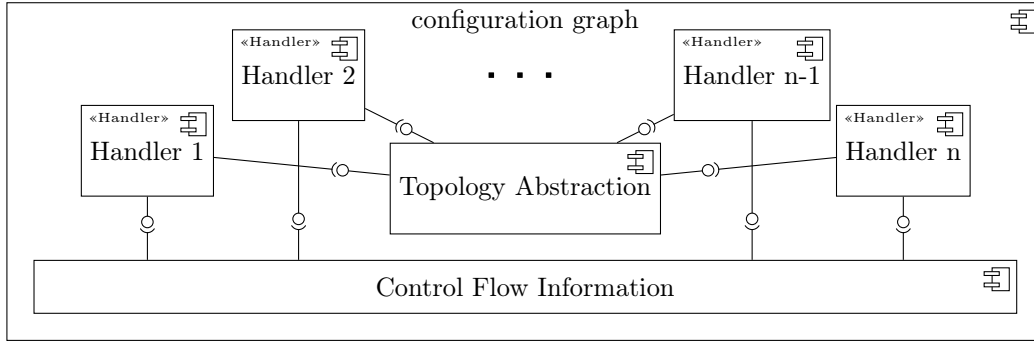 configuration graph
«Handler»
Handler 2
. . .
«Handler»
Handler n-1
«Handler»
Handler 1
«Handler»
Handler n
Topology Abstraction
Control Flow Information